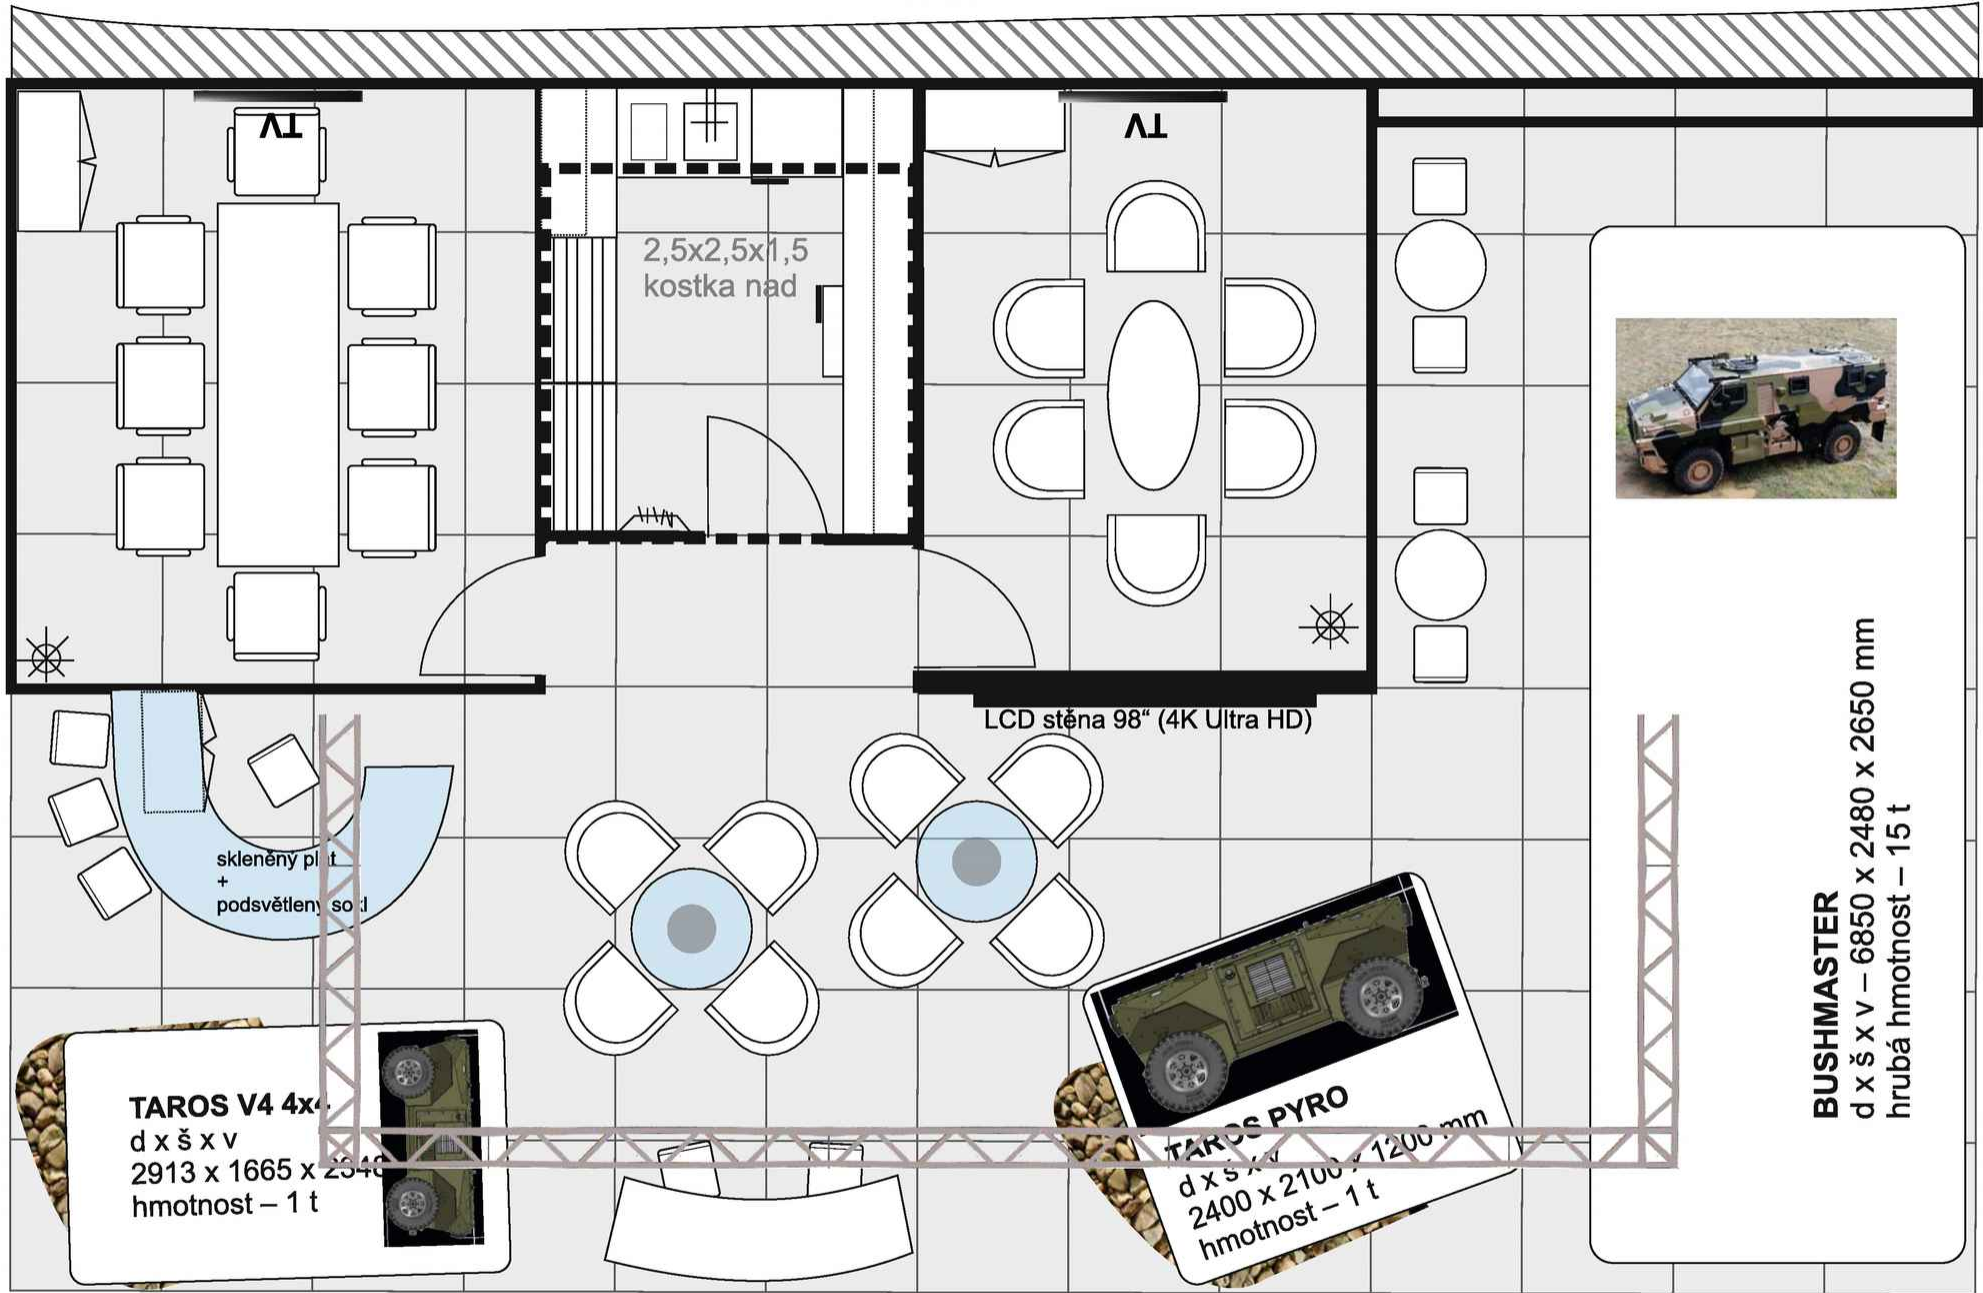 TV
TV
2,5x2,5x1,5
kostka nad
LCD stěna 98“ (4K Ultra HD)
skleněný plát
+
podsvětlený sokl
TAROS V4 4x4
d x š x v
2913 x 1665 x 2348
hmotnost – 1 t
TAROS PYRO
d x š x v
2400 x 2100 x 1200 mm
hmotnost – 1 t
BUSHMASTER
d x š x v – 6850 x 2480 x 2650 mm
hrubá hmotnost – 15 t